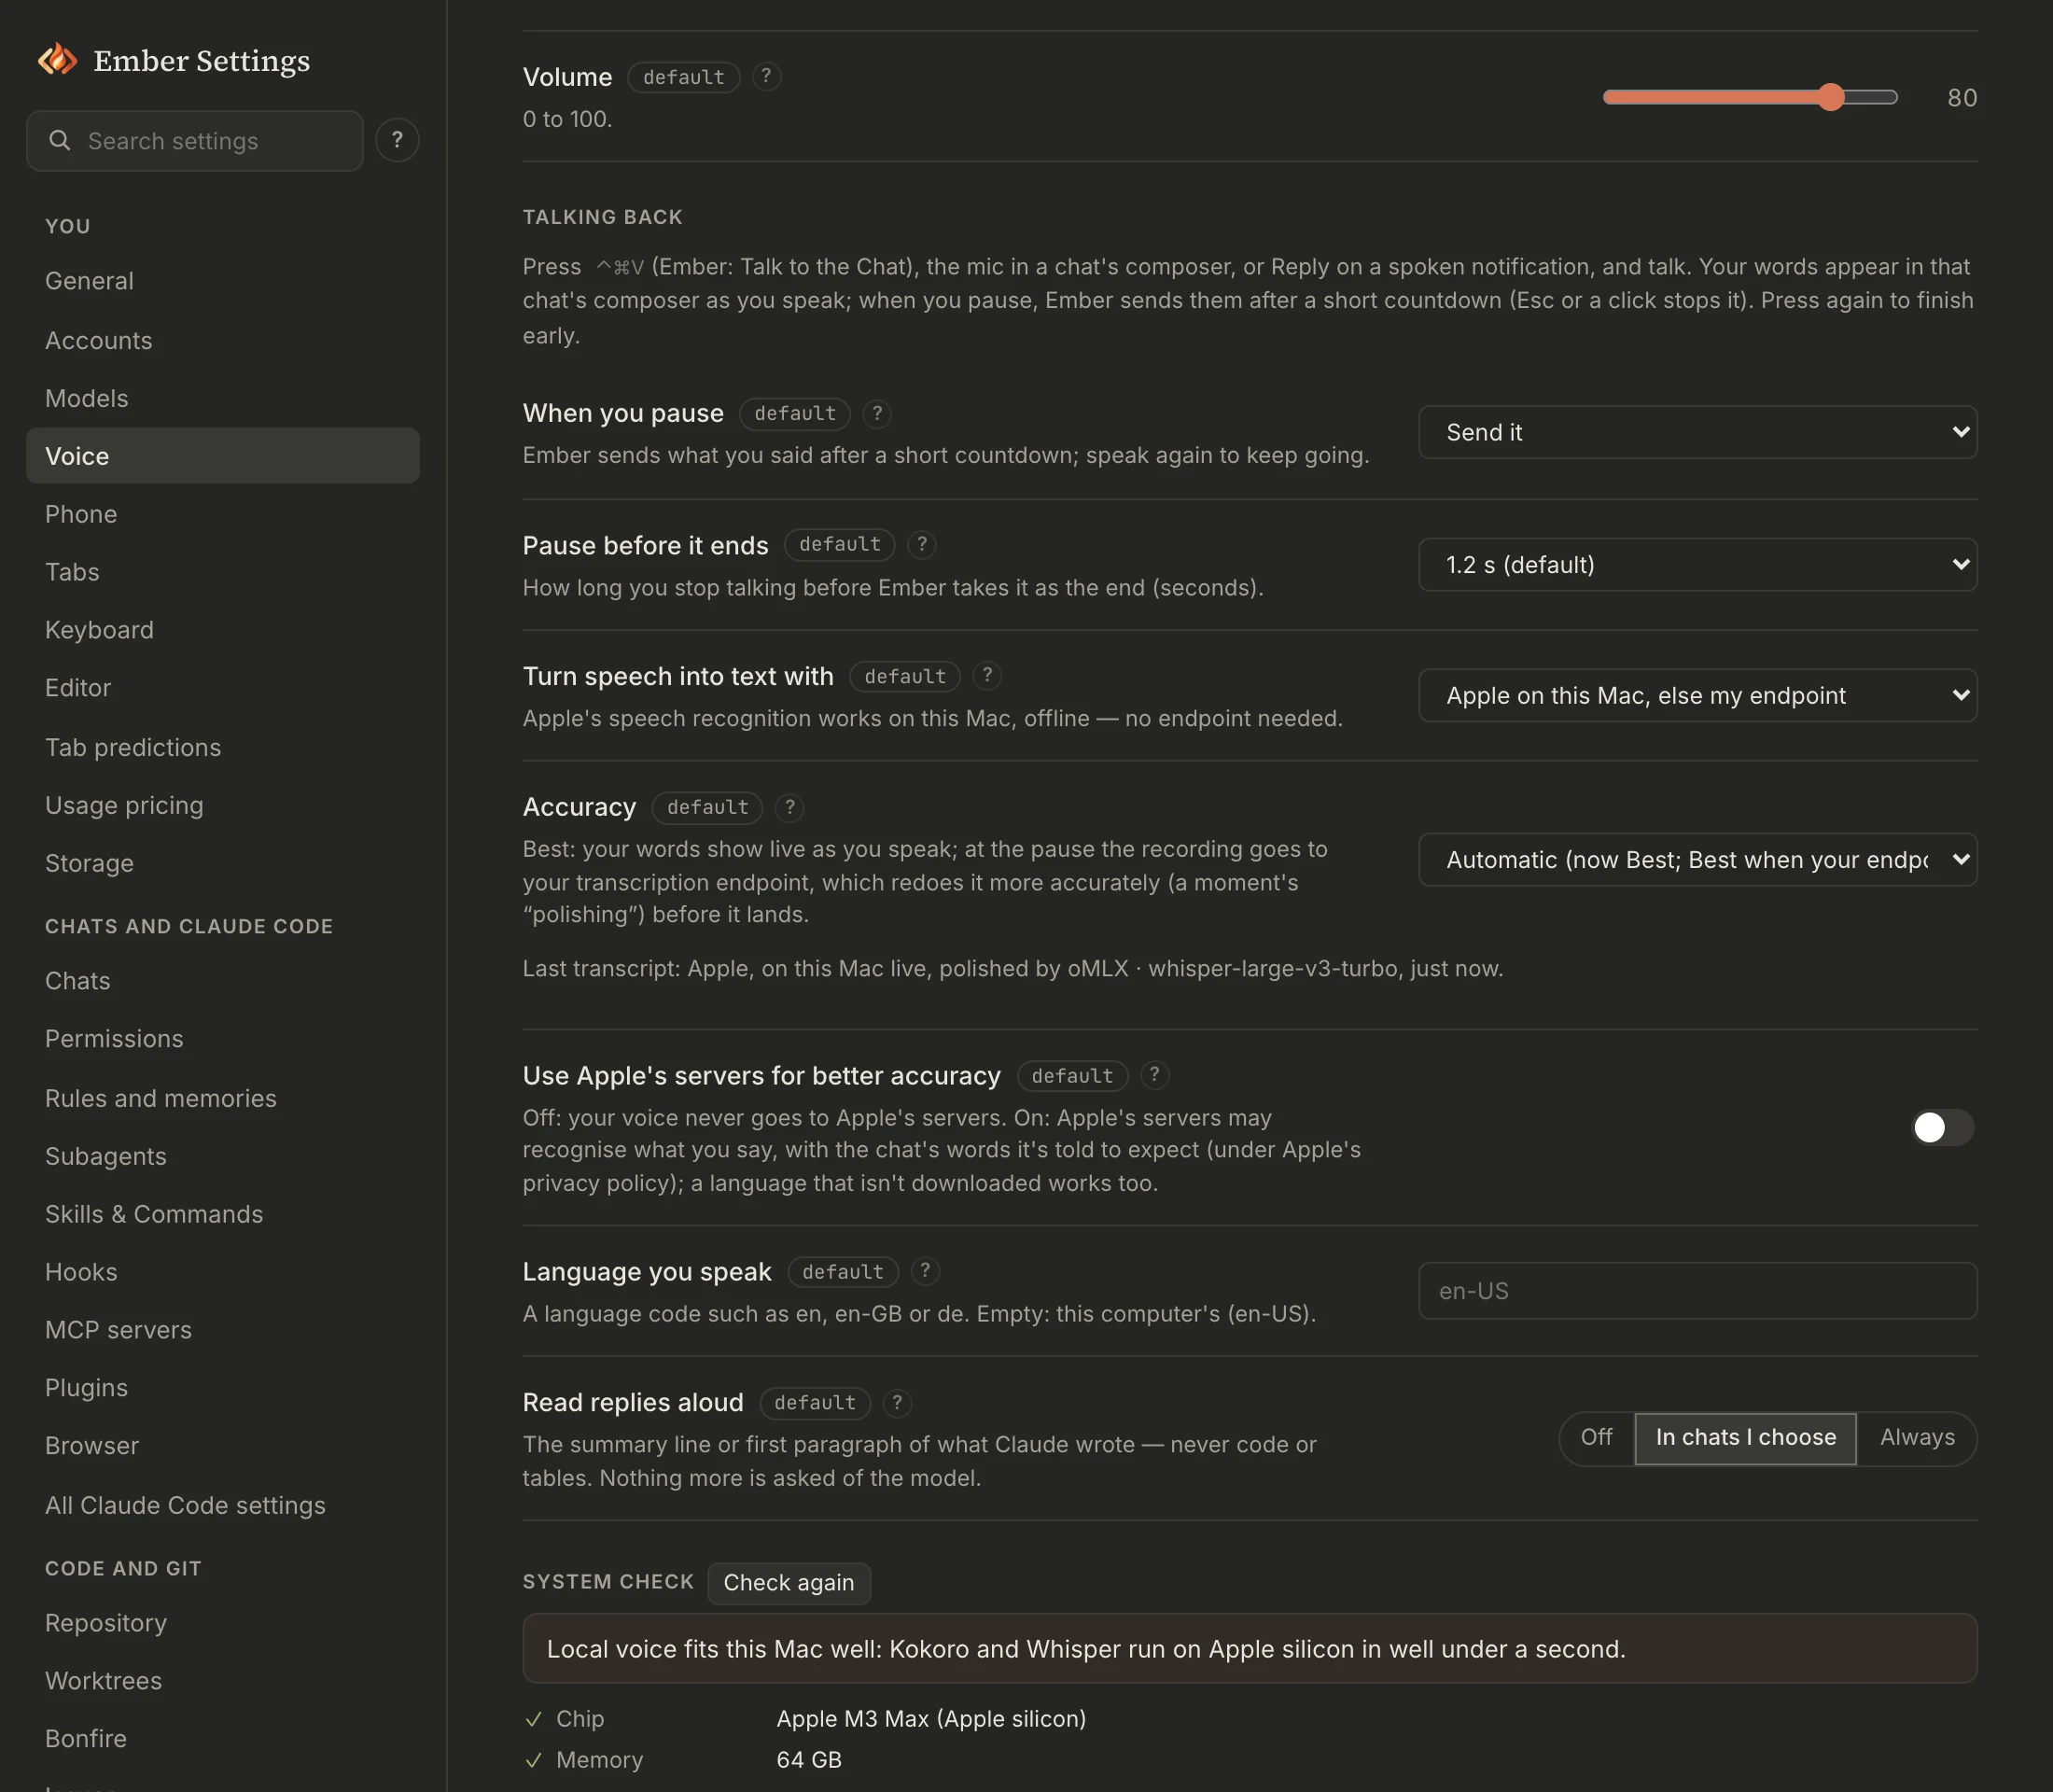 Ember Settings
Search settings
?
YOU
General
Accounts
Models
Voice
Phone
Tabs
Keyboard
Editor
Tab predictions
Usage pricing
Storage
CHATS AND CLAUDE CODE
Chats
Permissions
Rules and memories
Subagents
Skills & Commands
Hooks
MCP servers
Plugins
Browser
All Claude Code settings
CODE AND GIT
Repository
Worktrees
Bonfire
Volume default ?
0 to 100.
80
TALKING BACK
Press ^⌘V (Ember: Talk to the Chat), the mic in a chat's composer, or Reply on a spoken notification, and talk. Your words appear in that
chat's composer as you speak; when you pause, Ember sends them after a short countdown (Esc or a click stops it). Press again to finish
early.
When you pause default ?
Ember sends what you said after a short countdown; speak again to keep going.
Send it
Pause before it ends default ?
How long you stop talking before Ember takes it as the end (seconds).
1.2 s (default)
Turn speech into text with default ?
Apple's speech recognition works on this Mac, offline — no endpoint needed.
Apple on this Mac, else my endpoint
Accuracy default ?
Best: your words show live as you speak; at the pause the recording goes to
your transcription endpoint, which redoes it more accurately (a moment's
“polishing”) before it lands.
Automatic (now Best; Best when your endpo
Last transcript: Apple, on this Mac live, polished by oMLX · whisper-large-v3-turbo, just now.
Use Apple's servers for better accuracy default ?
Off: your voice never goes to Apple's servers. On: Apple's servers may
recognise what you say, with the chat's words it's told to expect (under Apple's
privacy policy); a language that isn't downloaded works too.
Language you speak default ?
A language code such as en, en-GB or de. Empty: this computer's (en-US).
en-US
Read replies aloud default ?
The summary line or first paragraph of what Claude wrote — never code or
tables. Nothing more is asked of the model.
Off In chats I choose Always
SYSTEM CHECK Check again
Local voice fits this Mac well: Kokoro and Whisper run on Apple silicon in well under a second.
✓ Chip Apple M3 Max (Apple silicon)
✓ Memory 64 GB